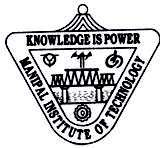 KNOWLEDGE IS POWER
MANIPAL INSTITUTE OF TECHNOLOGY